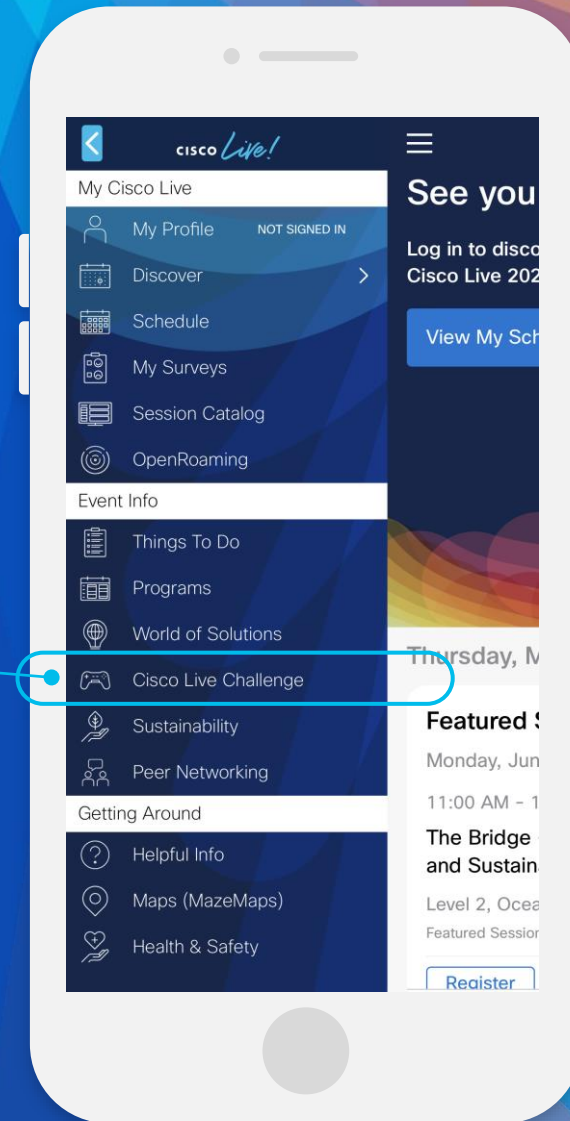 CISCO Live!
My Cisco Live
My Profile NOT SIGNED IN
Discover
Schedule
My Surveys
Session Catalog
OpenRoaming
Event Info
Things To Do
Programs
World of Solutions
Cisco Live Challenge
Sustainability
Peer Networking
Getting Around
Helpful Info
Maps (MazeMaps)
Health & Safety
See you
Log in to disco
Cisco Live 202
View My Sch
Thursday, M
Featured S
Monday, Jun
11:00 AM - 1
The Bridge
and Sustain
Level 2, Ocea
Featured Session
Register